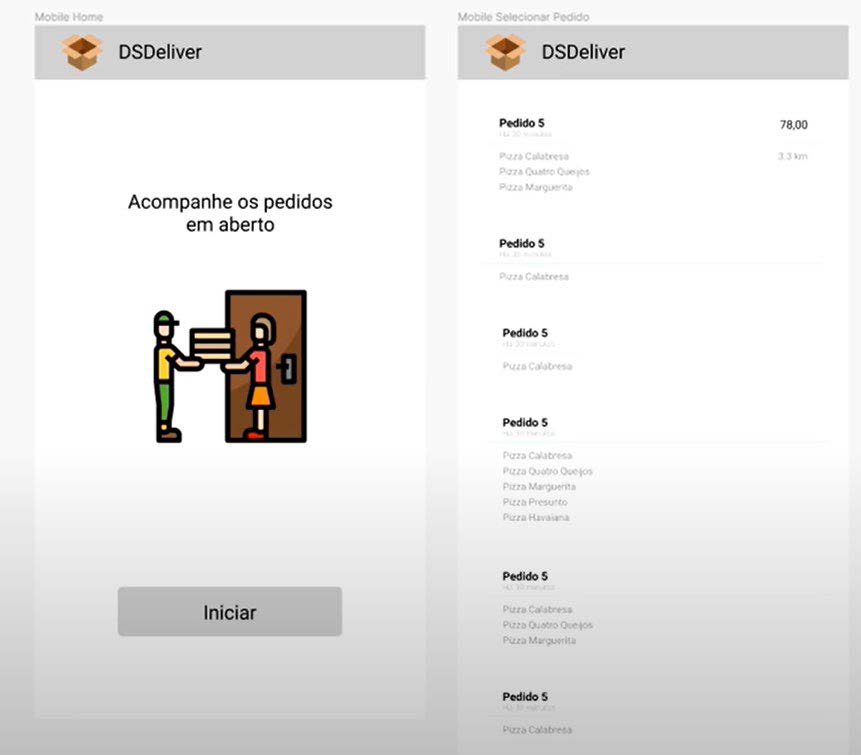 Mobile Home
DSDeliver
Acompanhe os pedidos
em aberto
Iniciar
Mobile Selecionar Pedido
DSDeliver
Pedido 5
78,00
Há 30 minutos
Pizza Calabresa
3.3 km
Pizza Quatro Queijos
Pizza Marguerita
Pedido 5
Há 30 minutos
Pizza Calabresa
Pedido 5
Há 30 minutos
Pizza Calabresa
Pedido 5
Há 30 minutos
Pizza Calabresa
Pizza Quatro Queijos
Pizza Marguerita
Pizza Presunto
Pizza Havaiana
Pedido 5
Há 30 minutos
Pizza Calabresa
Pizza Quatro Queijos
Pizza Marguerita
Pedido 5
Há 30 minutos
Pizza Calabresa